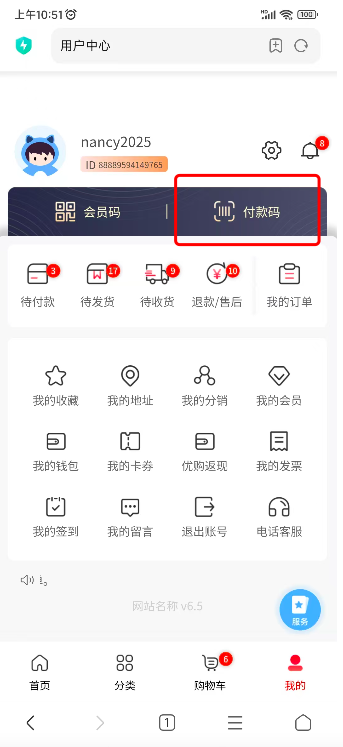 上午10:51
HD 5G 100
用户中心
nancy2025
ID 88889594149765
8
会员码 | 付款码
3 17 9 10
待付款 待发货 待收货 退款/售后 我的订单
我的收藏 我的地址 我的分销 我的会员
我的钱包 我的卡券 优购返现 我的发票
我的签到 我的留言 退出账号 电话客服
网站名称 v6.5
服务
6
首页 分类 购物车 我的
1